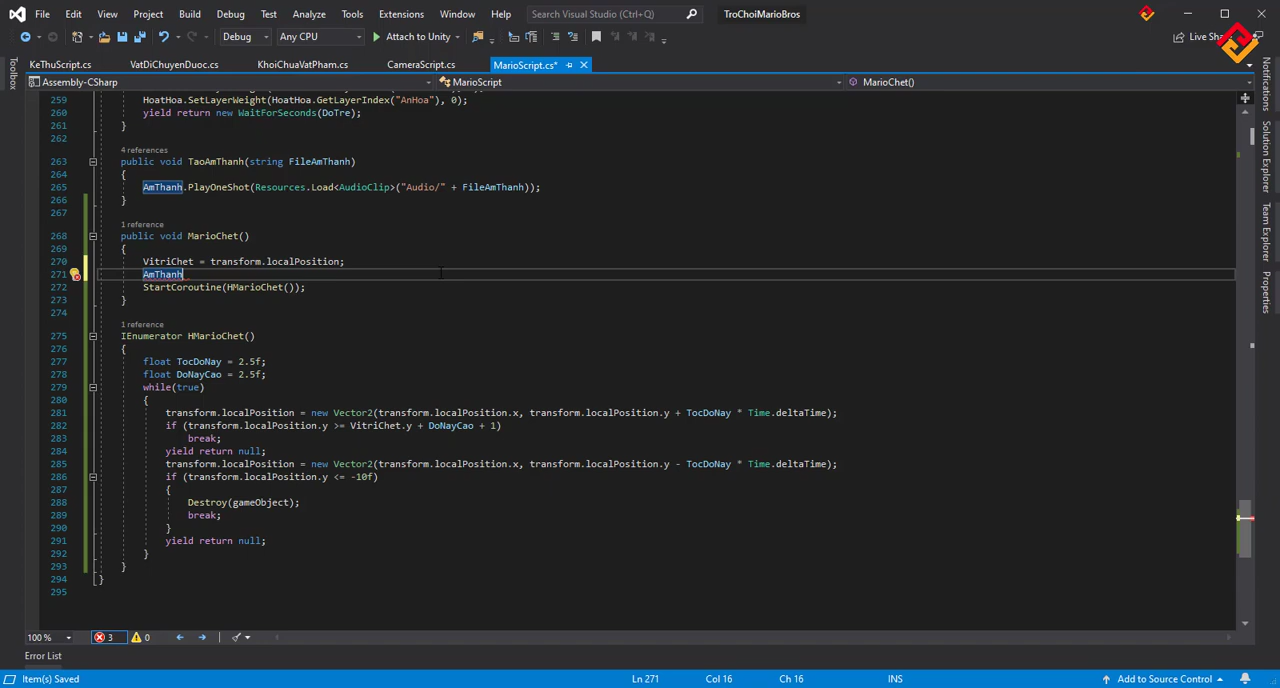 File Edit View Project Build Debug Test Analyze Tools Extensions Window Help Search Visual Studio (Ctrl+Q) TroChoiMarioBros
Debug Any CPU Attach to Unity Live Share
KeThuScript.cs VatDiChuyenDuoc.cs KhoiChuaVatPham.cs CameraScript.cs MarioScript.cs*
Assembly-CSharp MarioScript MarioChet()
Toolbox
Notifications
Solution Explorer
Team Explorer
Properties
259 HoatHoa.SetLayerWeight(HoatHoa.GetLayerIndex("AnHoa"), 0);
260 yield return new WaitForSeconds(DoTre);
261 }
262
4 references
263 public void TaoAmThanh(string FileAmThanh)
264 {
265 AmThanh.PlayOneShot(Resources.Load<AudioClip>("Audio/" + FileAmThanh));
266 }
267
1 reference
268 public void MarioChet()
269 {
270 VitriChet = transform.localPosition;
271 AmThanh
272 StartCoroutine(HMarioChet());
273 }
274
1 reference
275 IEnumerator HMarioChet()
276 {
277 float TocDoNay = 2.5f;
278 float DoNayCao = 2.5f;
279 while(true)
280 {
281 transform.localPosition = new Vector2(transform.localPosition.x, transform.localPosition.y + TocDoNay * Time.deltaTime);
282 if (transform.localPosition.y >= VitriChet.y + DoNayCao + 1)
283 break;
284 yield return null;
285 transform.localPosition = new Vector2(transform.localPosition.x, transform.localPosition.y - TocDoNay * Time.deltaTime);
286 if (transform.localPosition.y <= -10f)
287 {
288 Destroy(gameObject);
289 break;
290 }
291 yield return null;
292 }
293 }
294 }
295
100 % 3 0
Error List
Item(s) Saved Ln 271 Col 16 Ch 16 INS Add to Source Control